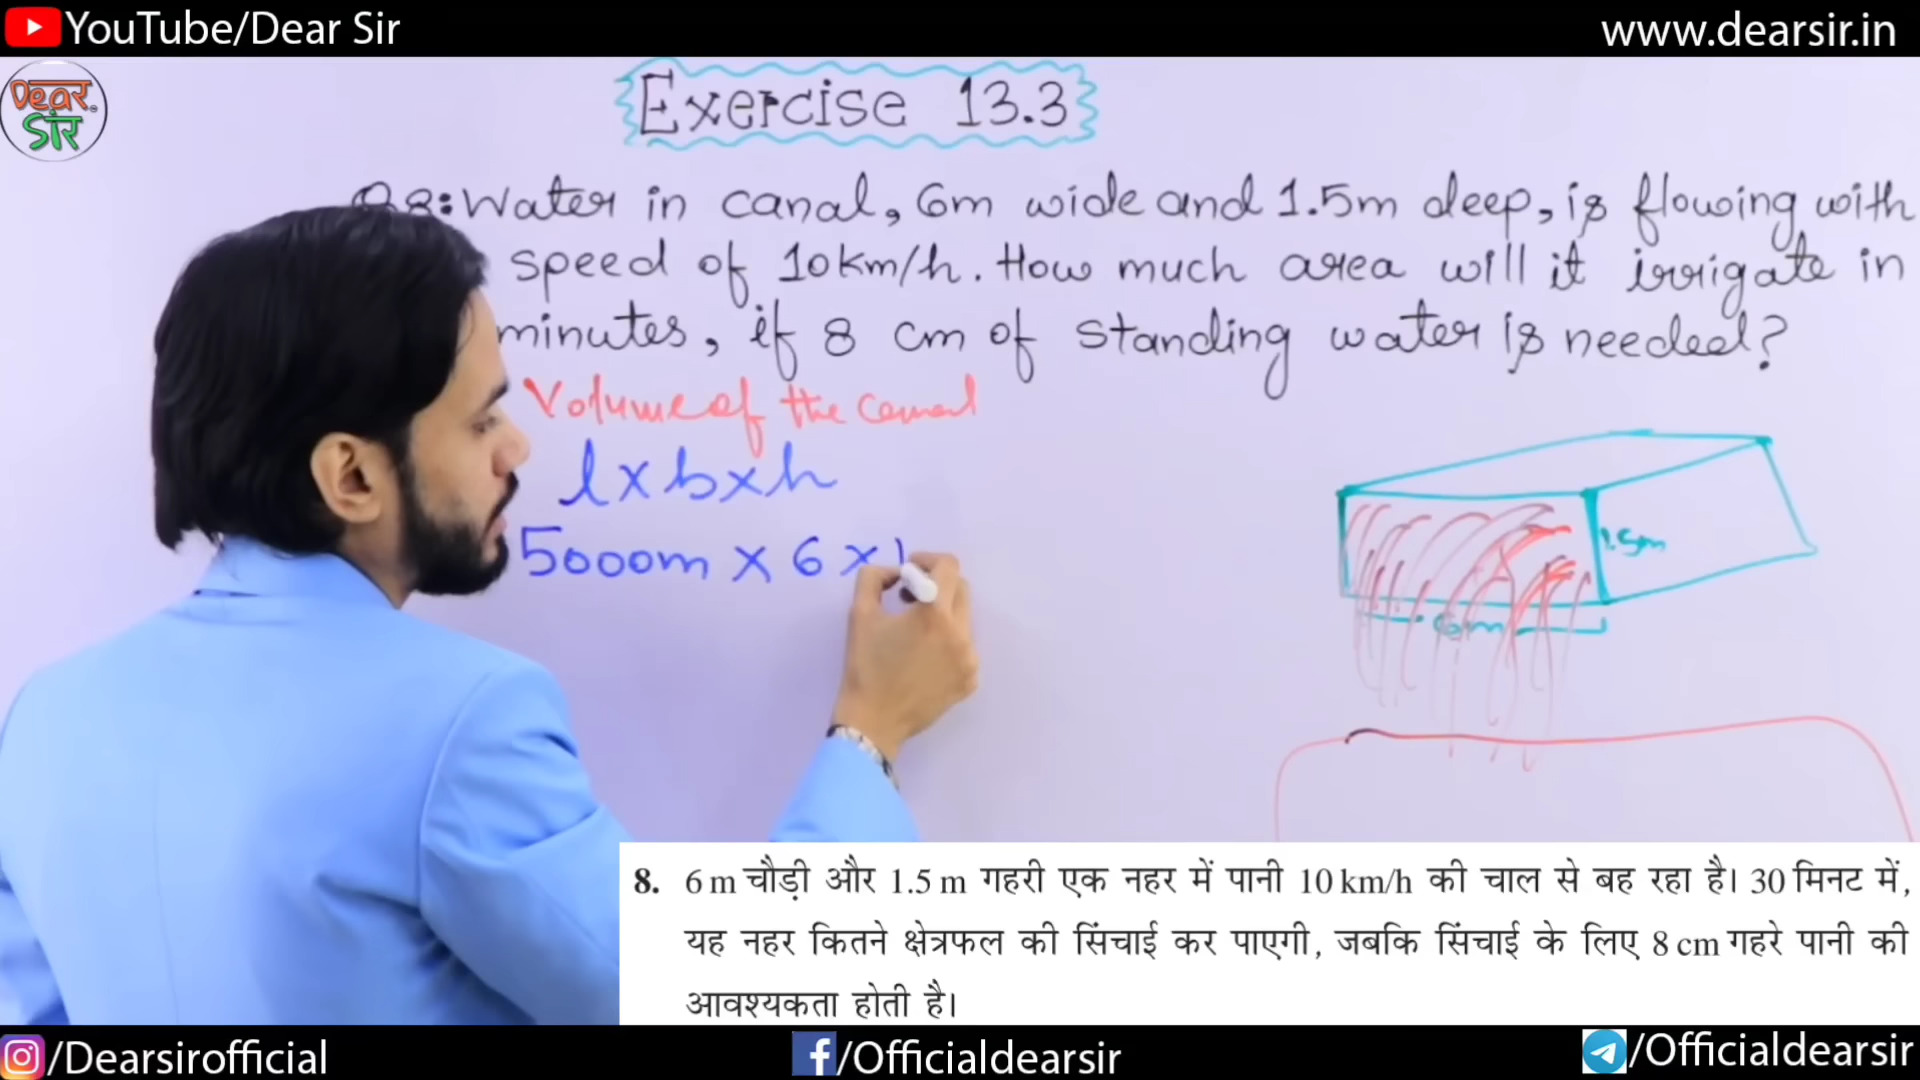 YouTube/Dear Sir
www.dearsir.in
Dear
सर
Exercise 13.3
Q8:Water in canal, 6m wide and 1.5m deep, is flowing with
speed of 10km/h. How much area will it irrigate in
minutes, if 8 cm of standing water is needed?
Volume of the canal
l×b×h
5000m × 6 ×
1.5m
6m
8. 6 m चौड़ी और 1.5 m गहरी एक नहर में पानी 10 km/h की चाल से बह रहा है। 30 मिनट में,
यह नहर कितने क्षेत्रफल की सिंचाई कर पाएगी, जबकि सिंचाई के लिए 8 cm गहरे पानी की
आवश्यकता होती है।
/Dearsirofficial
/Officialdearsir
/Officialdearsir